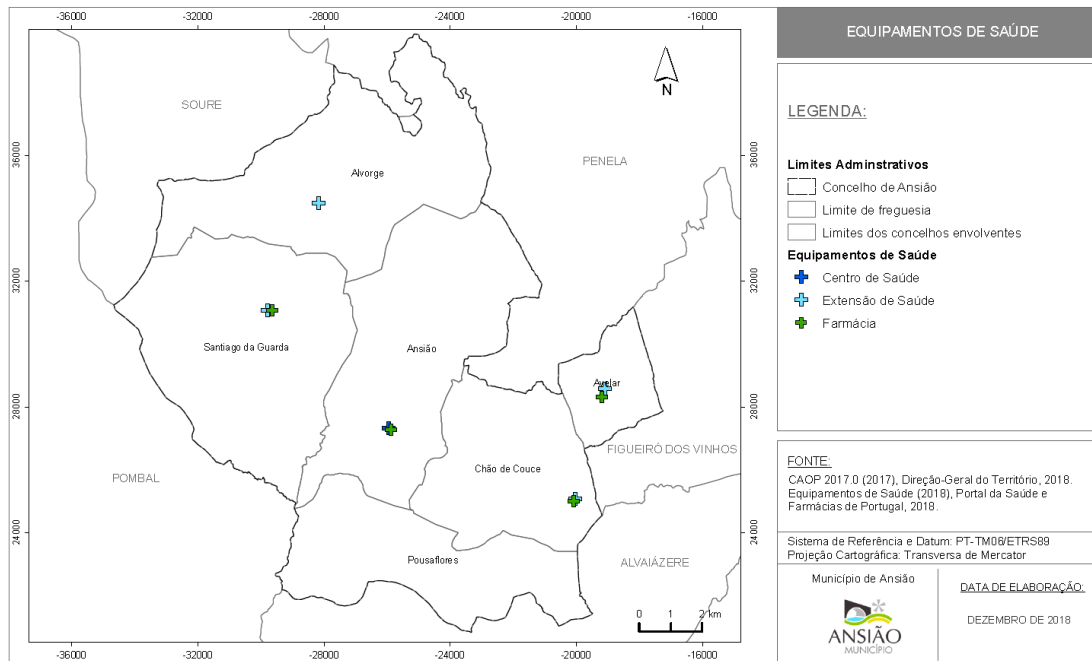 -36000 -32000 -28000 -24000 -20000 -16000
EQUIPAMENTOS DE SAÚDE
N
SOURE
LEGENDA:
36000 36000
PENELA
Alvorge
Limites Adminstrativos
Concelho de Ansião
Limite de freguesia
Limites dos concelhos envolventes
Equipamentos de Saúde
Centro de Saúde
Extensão de Saúde
Farmácia
32000 32000
Santiago da Guarda
Ansião
Avelar
28000 28000
FIGUEIRÓ DOS VINHOS
Chão de Couce
POMBAL
FONTE:
CAOP 2017.0 (2017), Direção-Geral do Território, 2018.
Equipamentos de Saúde (2018), Portal da Saúde e
Farmácias de Portugal, 2018.
24000 24000
Sistema de Referência e Datum: PT-TM06/ETRS89
Projeção Cartográfica: Transversa de Mercator
Pousaflores
ALVAIÁZERE
Município de Ansião
DATA DE ELABORAÇÃO:
0 1 2 km
DEZEMBRO DE 2018
ANSIÃO
MUNICÍPIO
-36000 -32000 -28000 -24000 -20000 -16000